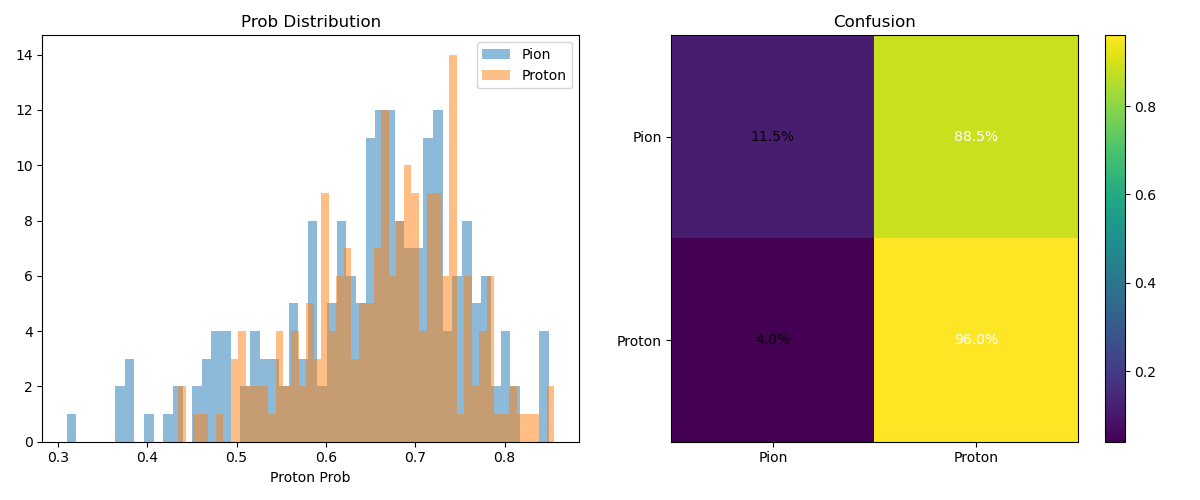 Prob Distribution
14
12
10
8
6
4
2
0
0.3 0.4 0.5 0.6 0.7 0.8
Proton Prob
Pion
Proton
Confusion
Pion
Proton
11.5% 88.5%
4.0% 96.0%
Pion Proton
0.8
0.6
0.4
0.2